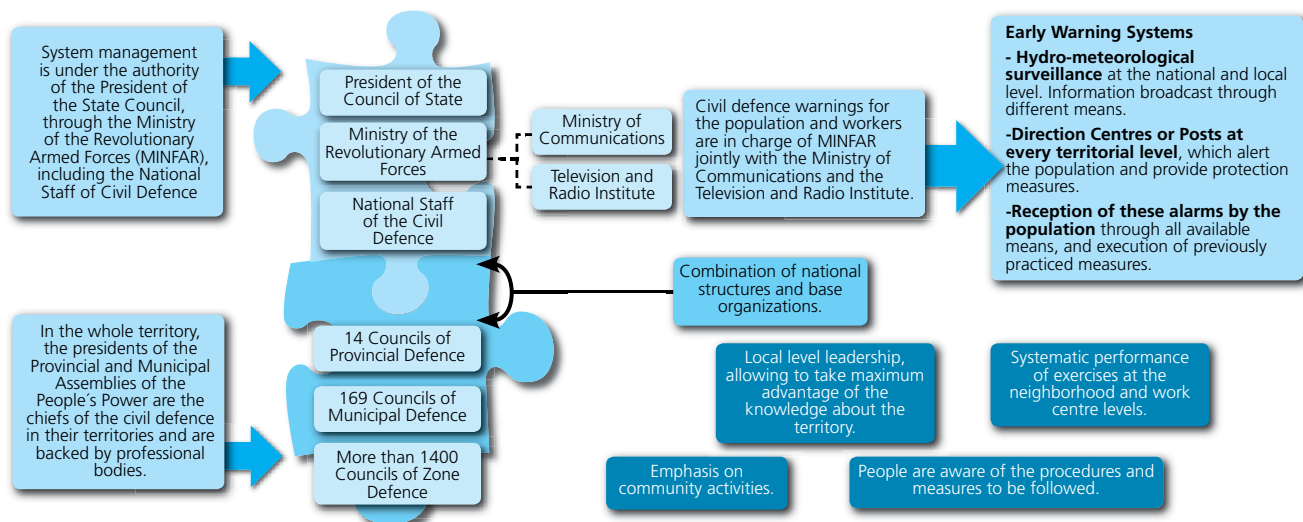 System management
is under the authority
of the President of
the State Council,
through the Ministry
of the Revolutionary
Armed Forces (MINFAR),
including the National
Staff of Civil Defence
President of the
Council of State
Ministry of the
Revolutionary Armed
Forces
National Staff
of the Civil
Defence
Ministry of
Communications
Television and
Radio Institute
Civil defence warnings for
the population and workers
are in charge of MINFAR
jointly with the Ministry of
Communications and the
Television and Radio Institute.
Early Warning Systems
- Hydro-meteorological
surveillance at the national and local
level. Information broadcast through
different means.
-Direction Centres or Posts at
every territorial level, which alert
the population and provide protection
measures.
-Reception of these alarms by the
population through all available
means, and execution of previously
practiced measures.
Combination of national
structures and base
organizations.
In the whole territory,
the presidents of the
Provincial and Municipal
Assemblies of the
People´s Power are the
chiefs of the civil defence
in their territories and are
backed by professional
bodies.
14 Councils of
Provincial Defence
169 Councils of
Municipal Defence
More than 1400
Councils of Zone
Defence
Local level leadership,
allowing to take maximum
advantage of the
knowledge about the
territory.
Systematic performance
of exercises at the
neighborhood and work
centre levels.
Emphasis on
community activities.
People are aware of the procedures and
measures to be followed.